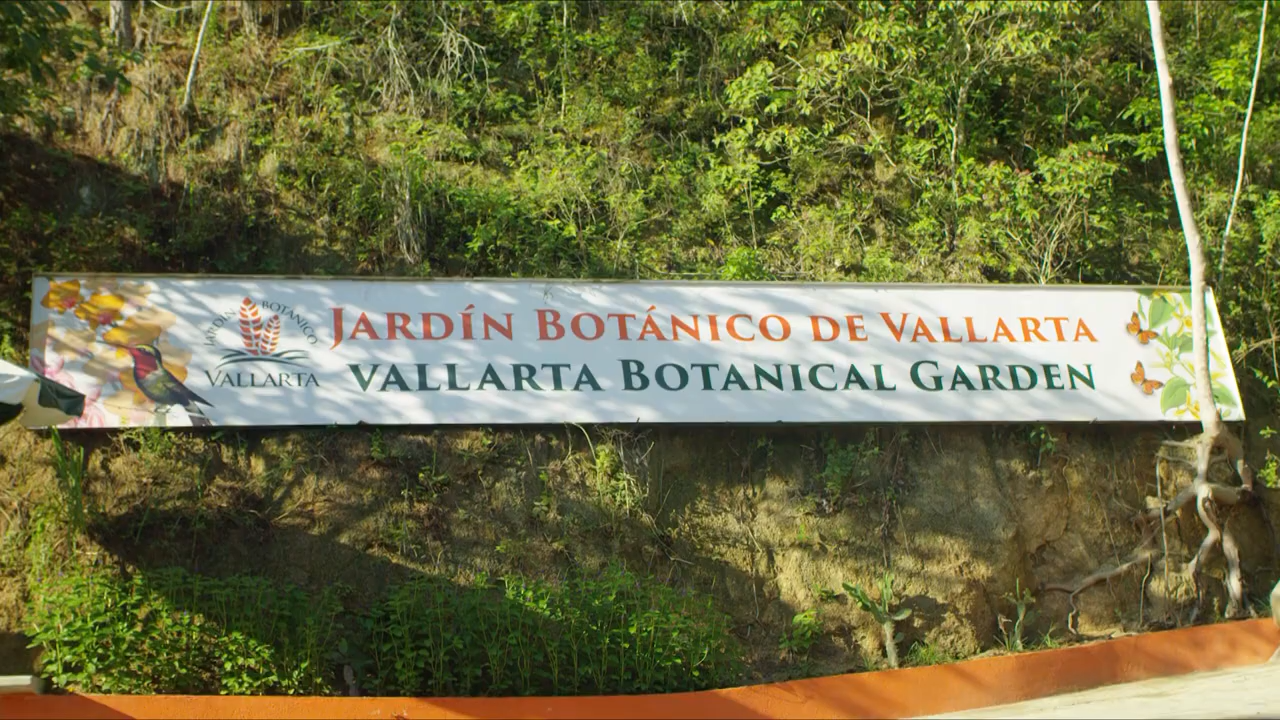 JARDÍN BOTÁNICO
VALLARTA
JARDÍN BOTÁNICO DE VALLARTA
VALLARTA BOTANICAL GARDEN